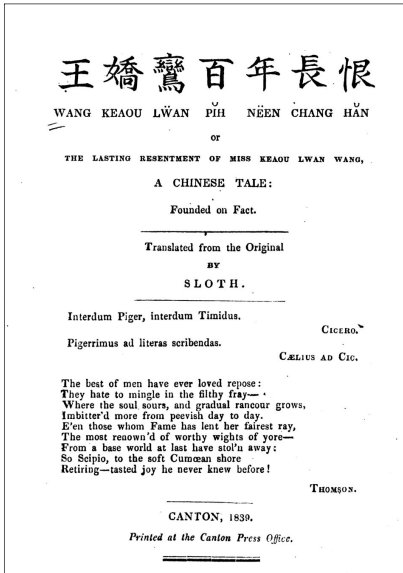 王嬌鸞百年長恨
WANG KEAOU LWÄN PĬH NËEN CHANG HĂN
OR
THE LASTING RESENTMENT OF MISS KEAOU LWAN WANG,
A CHINESE TALE:
Founded on Fact.
Translated from the Original
BY
SLOTH.
Interdum Piger, interdum Timidus.
CICERO.
Pigerrimus ad literas scribendas.
CÆLIUS AD CIC.
The best of men have ever loved repose:
They hate to mingle in the filthy fray—
Where the soul sours, and gradual rancour grows,
Imbitter'd more from peevish day to day.
E'en those whom Fame has lent her fairest ray,
The most renown'd of worthy wights of yore—
From a base world at last have stol'n away:
So Scipio, to the soft Cumœan shore
Retiring—tasted joy he never knew before!
THOMSON.
CANTON, 1839.
Printed at the Canton Press Office.